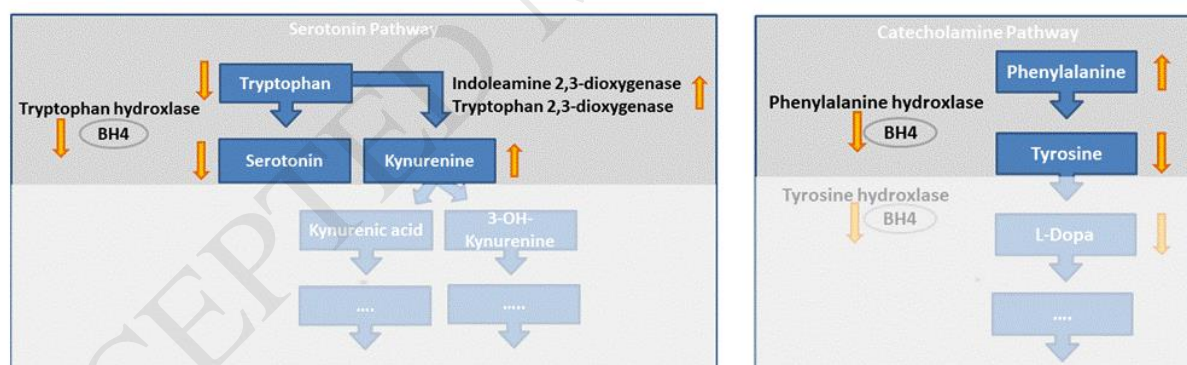 Serotonin Pathway
Tryptophan
Indoleamine 2,3-dioxygenase
Tryptophan 2,3-dioxygenase
Tryptophan hydroxlase
BH4
Serotonin
Kynurenine
Kynurenic acid
3-OH-
Kynurenine
....
.....
Catecholamine Pathway
Phenylalanine
Phenylalanine hydroxlase
BH4
Tyrosine
Tyrosine hydroxlase
BH4
L-Dopa
....
CEPTED